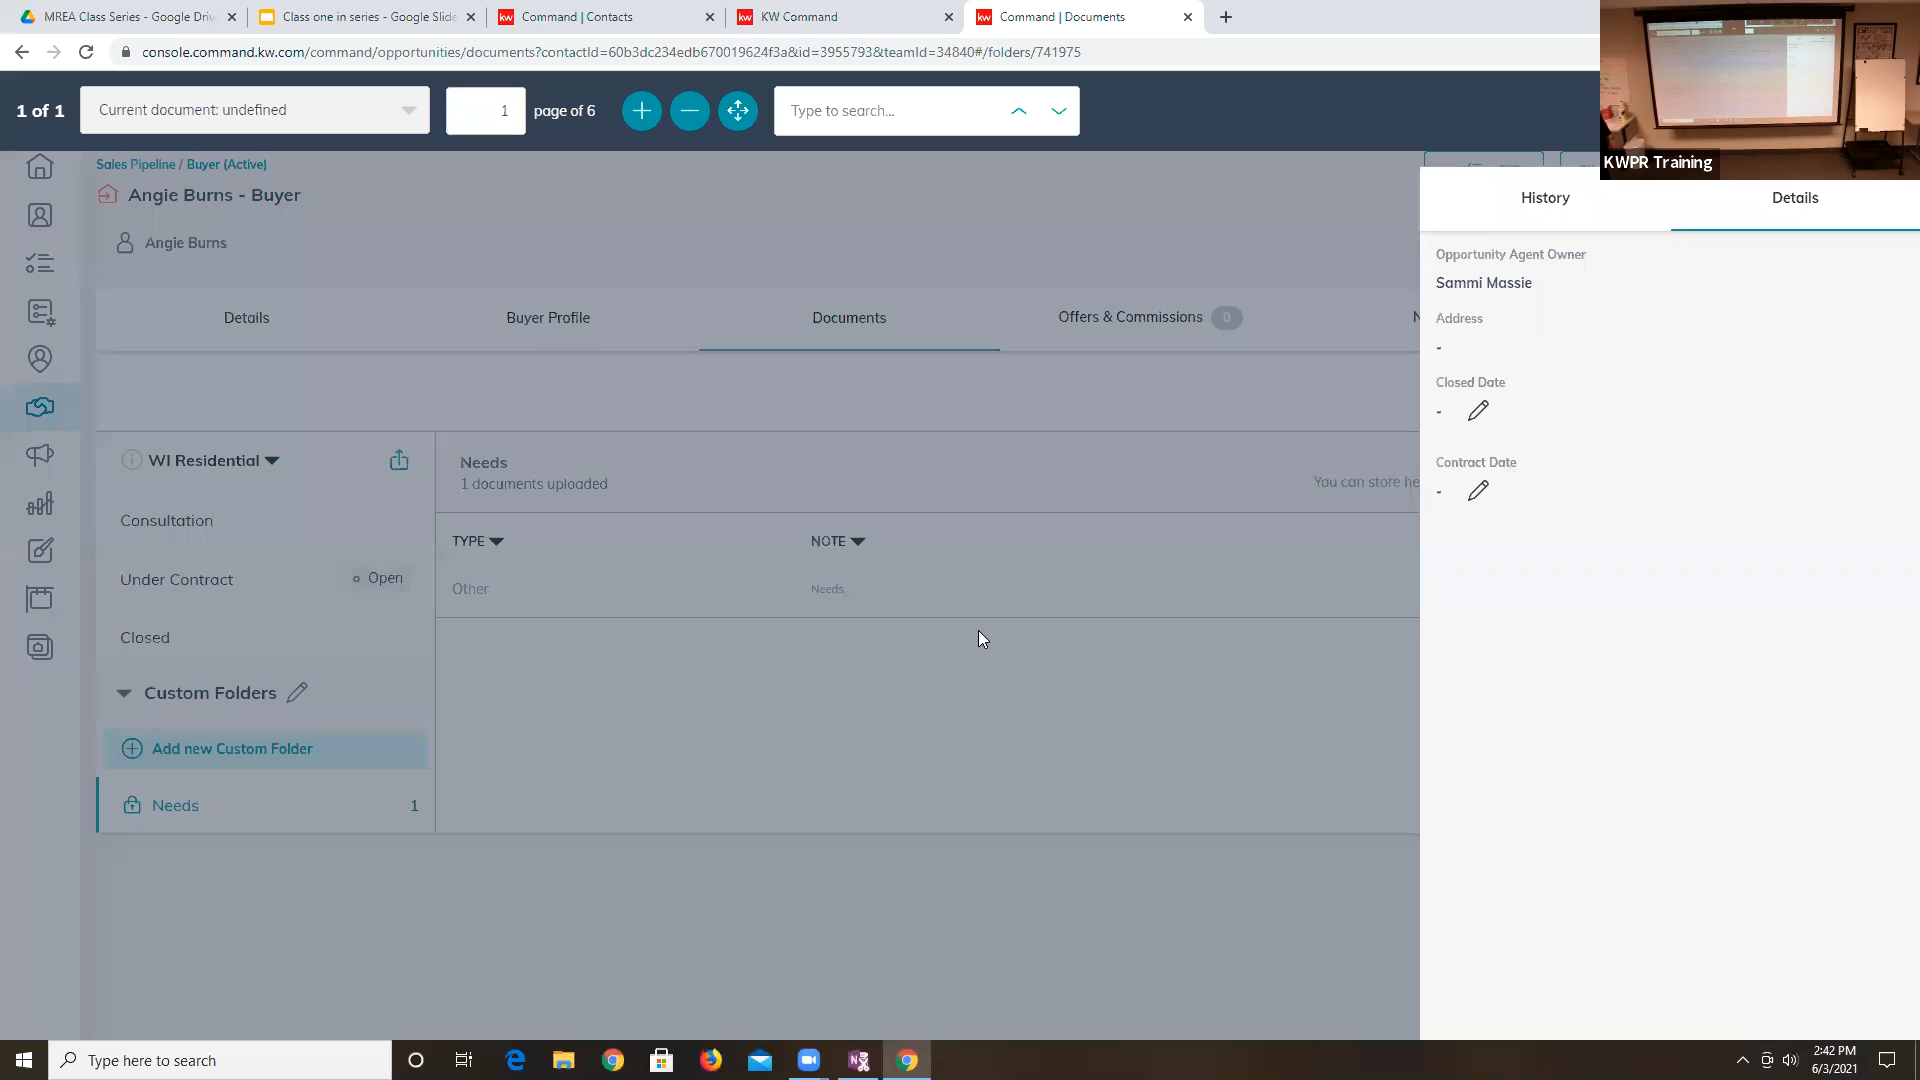 MREA Class Series - Google Driv
Class one in series - Google Slide
Command | Contacts
KW Command
Command | Documents
console.command.kw.com/command/opportunities/documents?contactId=60b3dc234edb670019624f3a&id=3955793&teamId=34840#/folders/741975
1 of 1
Current document: undefined
1
page of 6
Type to search...
KWPR Training
Sales Pipeline / Buyer (Active)
Angie Burns - Buyer
Angie Burns
History
Details
Opportunity Agent Owner
Sammi Massie
Address
-
Closed Date
-
Contract Date
-
Details
Buyer Profile
Documents
Offers & Commissions 0
N
WI Residential
Needs
1 documents uploaded
You can store he
Consultation
TYPE
NOTE
Under Contract
Open
Other
Needs
Closed
Custom Folders
Add new Custom Folder
Needs
1
Type here to search
2:42 PM
6/3/2021